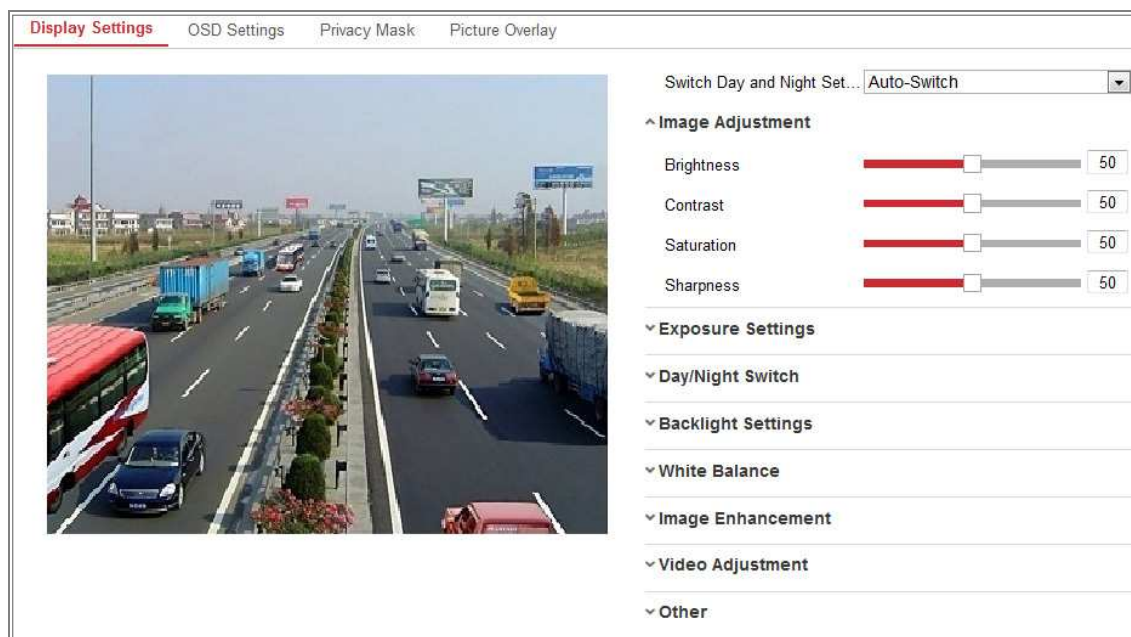 Display Settings OSD Settings Privacy Mask Picture Overlay
Switch Day and Night Set... Auto-Switch
Image Adjustment
Brightness 50
Contrast 50
Saturation 50
Sharpness 50
Exposure Settings
Day/Night Switch
Backlight Settings
White Balance
Image Enhancement
Video Adjustment
Other